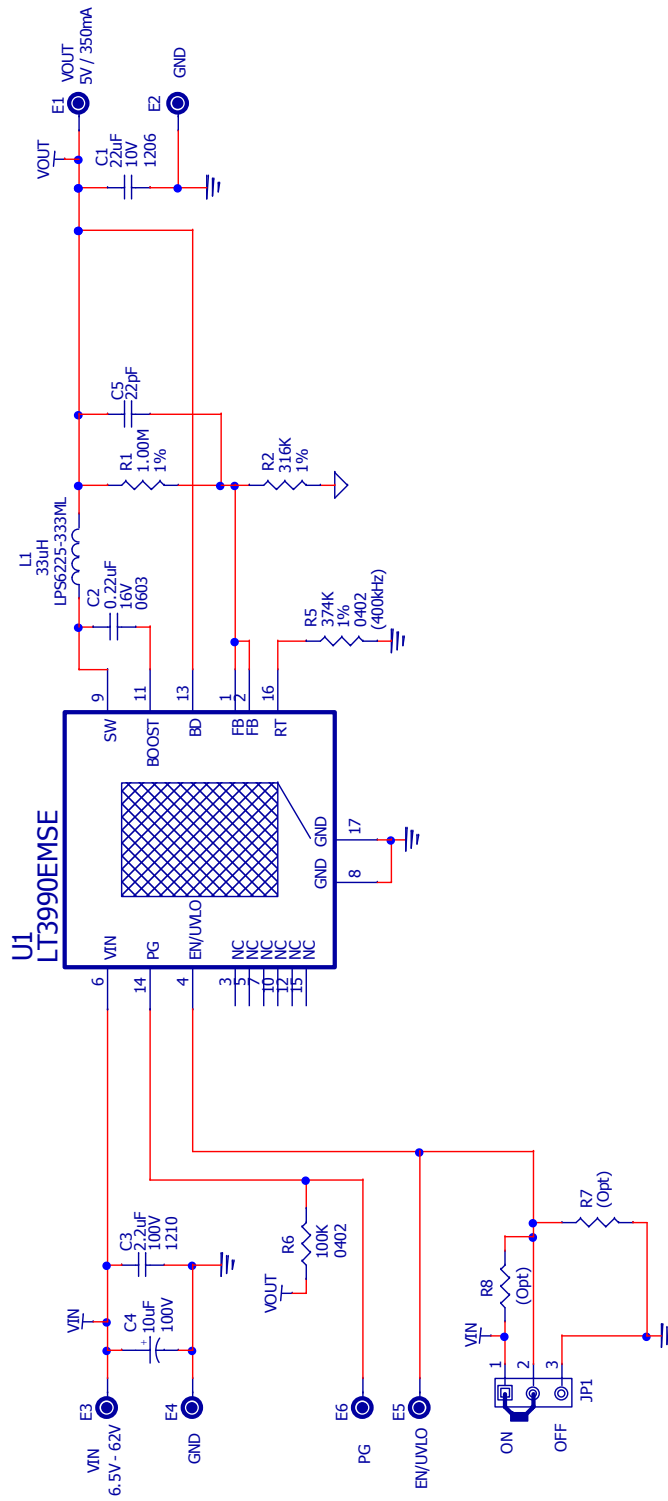 U1
LT3990EMSE
VIN
6.5V - 62V
E3
GND
E4
VIN
C4
10uF
100V
+
C3
2.2uF
100V
1210
VOUT
R6
100K
0402
PG
E6
EN/UVLO
E5
ON
OFF
JP1
1
2
3
VIN
R8
(Opt)
R7
(Opt)
6
VIN
14
PG
4
EN/UVLO
3
NC
5
NC
7
NC
10
NC
12
NC
15
NC
GND
8
GND
17
SW
9
BOOST
11
BD
13
FB
1
FB
2
RT
16
L1
33uH
LPS6225-333ML
C2
0.22uF
16V
0603
R5
374K
1%
0402
(400kHz)
R1
1.00M
1%
C5
22pF
R2
316K
1%
VOUT
C1
22uF
10V
1206
E1
VOUT
5V / 350mA
E2
GND